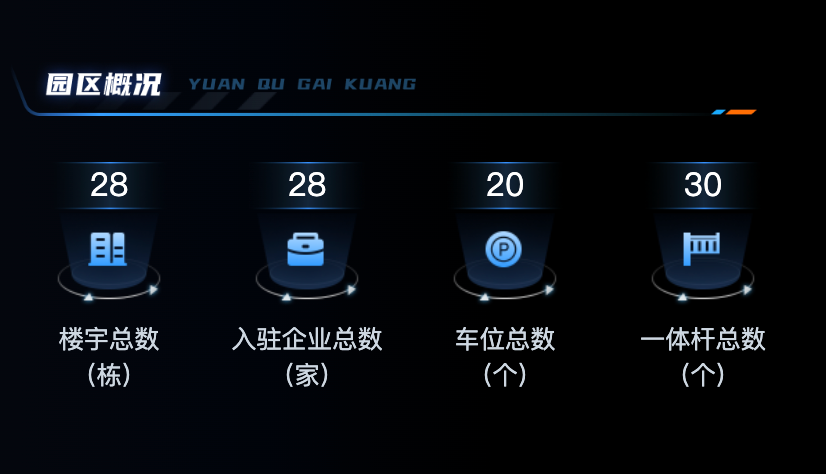 园区概况 YUAN QU GAI KUANG
28 28 20 30
P
楼宇总数 入驻企业总数 车位总数 一体杆总数
（栋） （家） （个） （个）